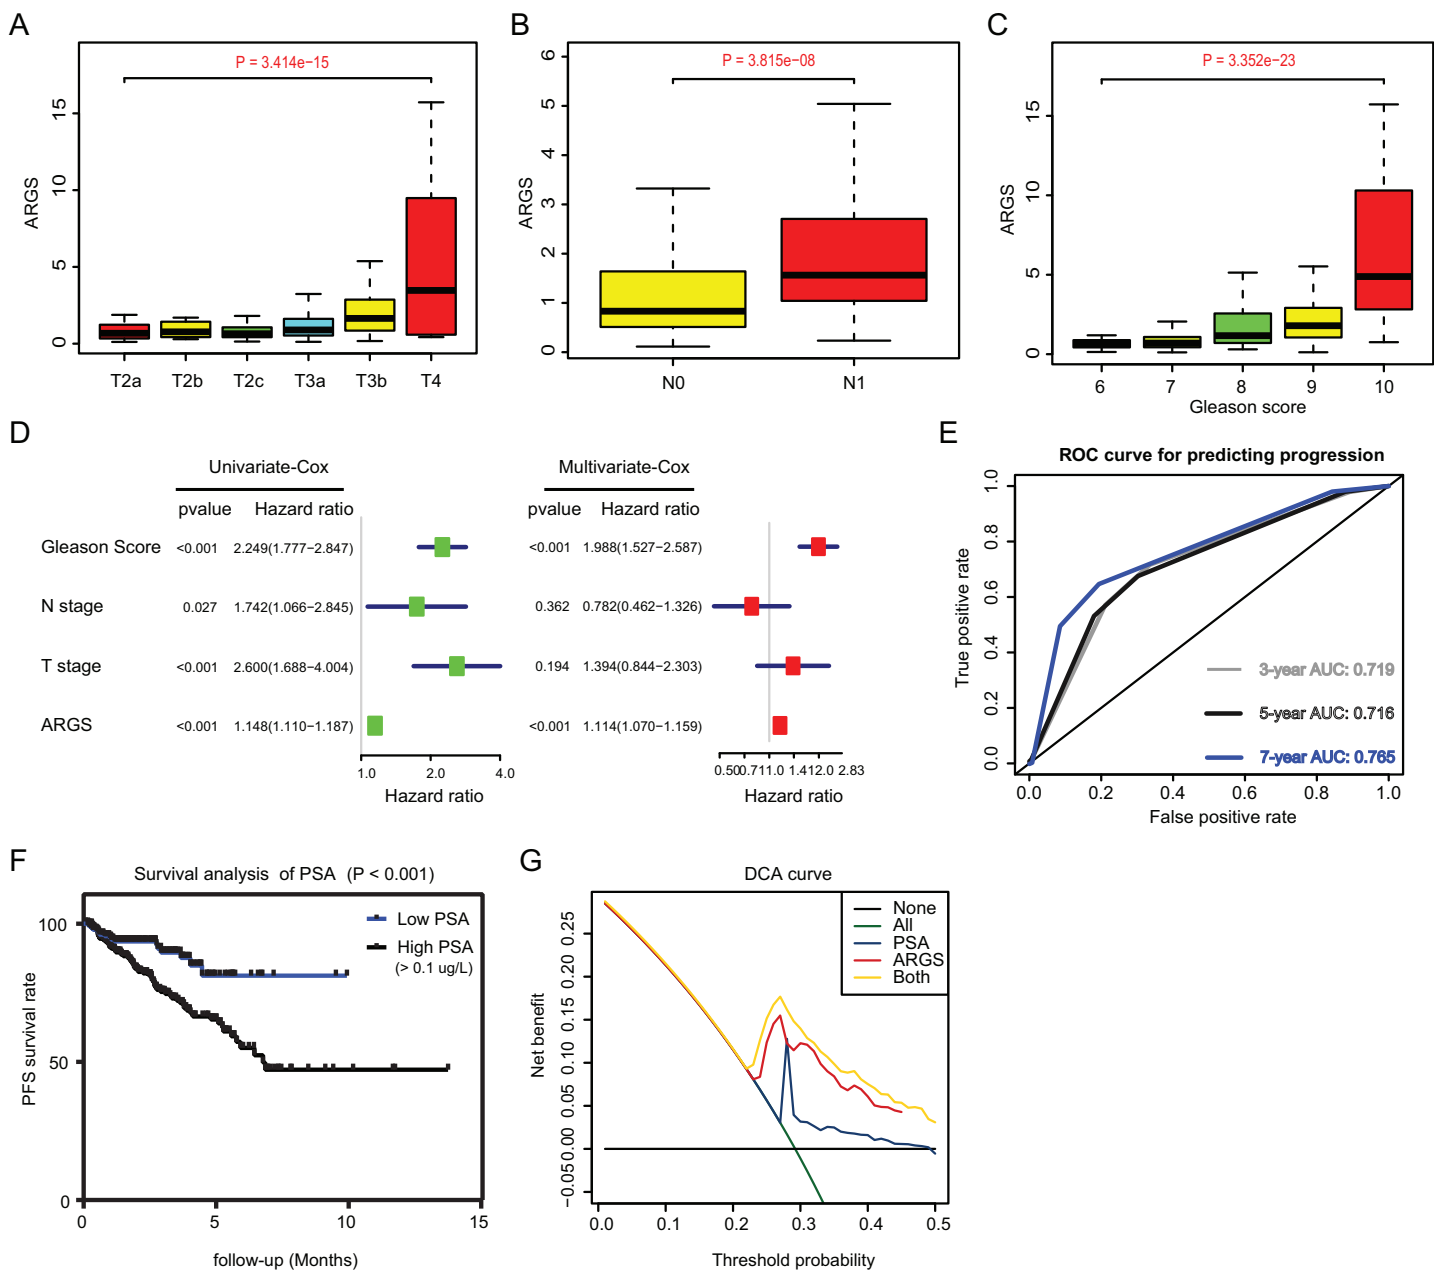 A
P = 3.414e−15
ARGS
0
5
10
15
T2a T2b T2c T3a T3b T4
B
P = 3.815e−08
ARGS
0
1
2
3
4
5
6
N0 N1
C
P = 3.352e−23
ARGS
0
5
10
15
6 7 8 9 10
Gleason score
D
Univariate-Cox Multivariate-Cox
pvalue Hazard ratio pvalue Hazard ratio
Gleason Score <0.001 2.249(1.777−2.847) <0.001 1.988(1.527−2.587)
N stage 0.027 1.742(1.066−2.845) 0.362 0.782(0.462−1.326)
T stage <0.001 2.600(1.688−4.004) 0.194 1.394(0.844−2.303)
ARGS <0.001 1.148(1.110−1.187) <0.001 1.114(1.070−1.159)
1.0 2.0 4.0
Hazard ratio
0.50 0.71 1.0 1.41 2.0 2.83
Hazard ratio
E
ROC curve for predicting progression
True positive rate
0.0
0.2
0.4
0.6
0.8
1.0
3-year AUC: 0.719
5-year AUC: 0.716
7-year AUC: 0.765
0.0 0.2 0.4 0.6 0.8 1.0
False positive rate
F
Survival analysis of PSA (P < 0.001)
PFS survival rate
100
50
0
Low PSA
High PSA
(> 0.1 ug/L)
0 5 10 15
follow-up (Months)
G
DCA curve
Net benefit
−0.05
0.00
0.05
0.10
0.15
0.20
0.25
None
All
PSA
ARGS
Both
0.0 0.1 0.2 0.3 0.4 0.5
Threshold probability